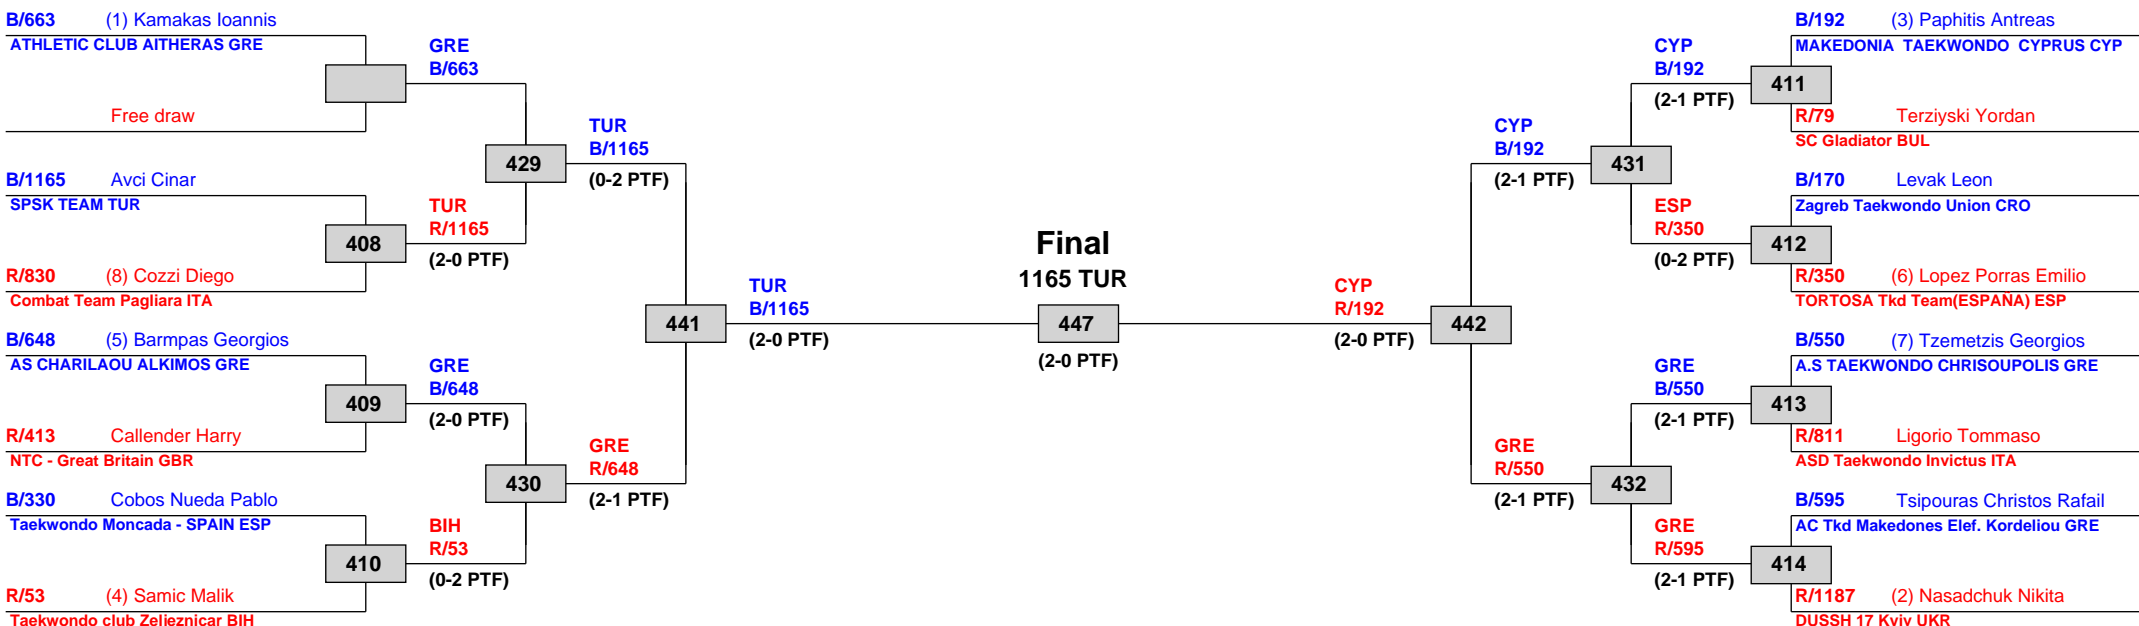 B/663 (1) Kamakas Ioannis
ATHLETIC CLUB AITHERAS GRE
Free draw
B/1165 Avci Cinar
SPSK TEAM TUR
R/830 (8) Cozzi Diego
Combat Team Pagliara ITA
B/648 (5) Barmpas Georgios
AS CHARILAOU ALKIMOS GRE
R/413 Callender Harry
NTC - Great Britain GBR
B/330 Cobos Nueda Pablo
Taekwondo Moncada - SPAIN ESP
R/53 (4) Samic Malik
Taekwondo club Zelieznicar BIH
408
409
410
GRE
B/663
TUR
R/1165
(2-0 PTF)
GRE
B/648
(2-0 PTF)
BIH
R/53
(0-2 PTF)
429
430
TUR
B/1165
(0-2 PTF)
GRE
R/648
(2-1 PTF)
441
TUR
B/1165
(2-0 PTF)
Final
1165 TUR
447
(2-0 PTF)
CYP
R/192
(2-0 PTF)
442
CYP
B/192
(2-1 PTF)
GRE
R/550
(2-1 PTF)
431
432
CYP
B/192
(2-1 PTF)
ESP
R/350
(0-2 PTF)
GRE
B/550
(2-1 PTF)
GRE
R/595
(2-1 PTF)
411
412
413
414
B/192 (3) Paphitis Antreas
MAKEDONIA TAEKWONDO CYPRUS CYP
R/79 Terziyski Yordan
SC Gladiator BUL
B/170 Levak Leon
Zagreb Taekwondo Union CRO
R/350 (6) Lopez Porras Emilio
TORTOSA Tkd Team(ESPAÑA) ESP
B/550 (7) Tzemetzis Georgios
A.S TAEKWONDO CHRISOUPOLIS GRE
R/811 Ligorio Tommaso
ASD Taekwondo Invictus ITA
B/595 Tsipouras Christos Rafail
AC Tkd Makedones Elef. Kordeliou GRE
R/1187 (2) Nasadchuk Nikita
DUSSH 17 Kyiv UKR